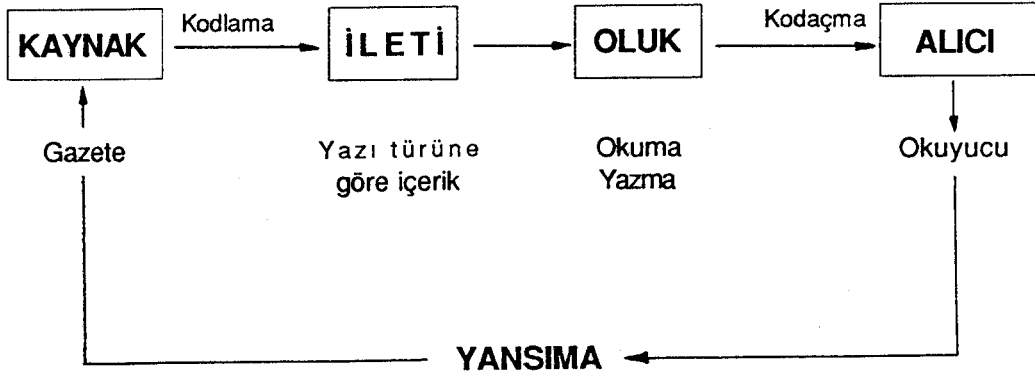 Kodlama
Kodaçma
KAYNAK
İLETİ
OLUK
ALICI
Gazete
Yazı türüne
göre içerik
Okuma
Yazma
Okuyucu
YANSIMA